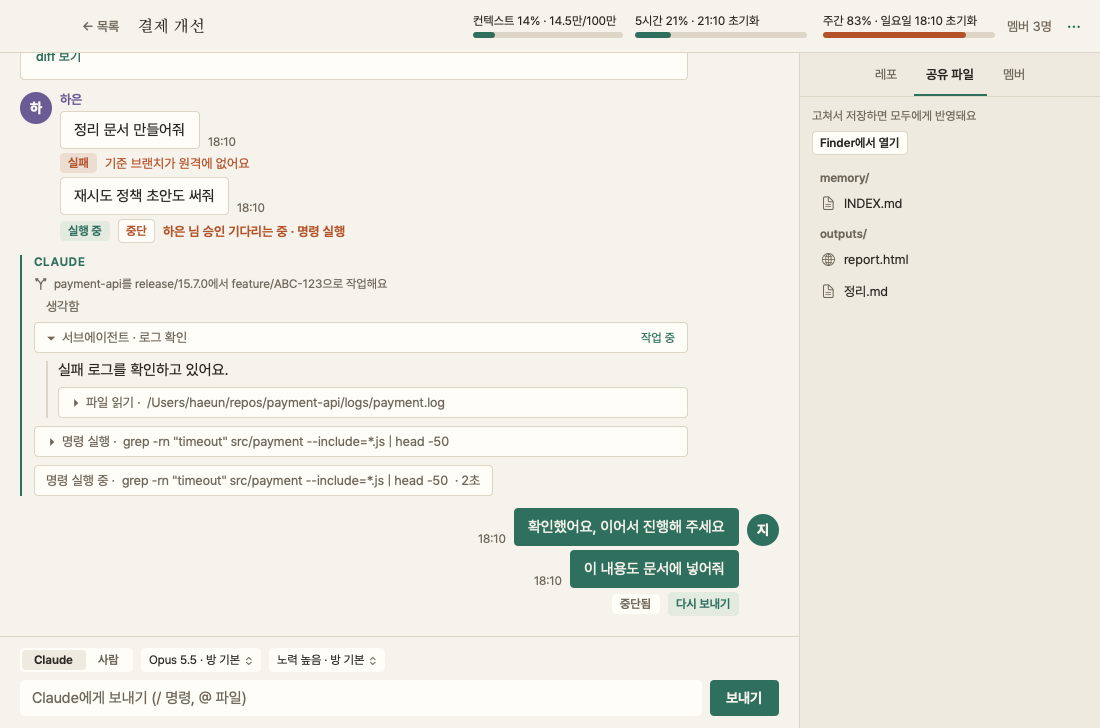 ← 목록
결제 개선
컨텍스트 14% · 14.5만/100만
5시간 21% · 21:10 초기화
주간 83% · 일요일 18:10 초기화
멤버 3명
···
diff 보기
하
하은
정리 문서 만들어줘
18:10
실패
기준 브랜치가 원격에 없어요
재시도 정책 초안도 써줘
18:10
실행 중
중단
하은 님 승인 기다리는 중 · 명령 실행
CLAUDE
payment-api를 release/15.7.0에서 feature/ABC-123으로 작업해요
생각함
서브에이전트 · 로그 확인
작업 중
실패 로그를 확인하고 있어요.
파일 읽기 · /Users/haeun/repos/payment-api/logs/payment.log
명령 실행 · grep -rn "timeout" src/payment --include=*.js | head -50
명령 실행 중 · grep -rn "timeout" src/payment --include=*.js | head -50 · 2초
18:10
확인했어요, 이어서 진행해 주세요
지
18:10
이 내용도 문서에 넣어줘
중단됨
다시 보내기
Claude
사람
Opus 5.5 · 방 기본
노력 높음 · 방 기본
Claude에게 보내기 (/ 명령, @ 파일)
보내기
레포
공유 파일
멤버
고쳐서 저장하면 모두에게 반영돼요
Finder에서 열기
memory/
INDEX.md
outputs/
report.html
정리.md